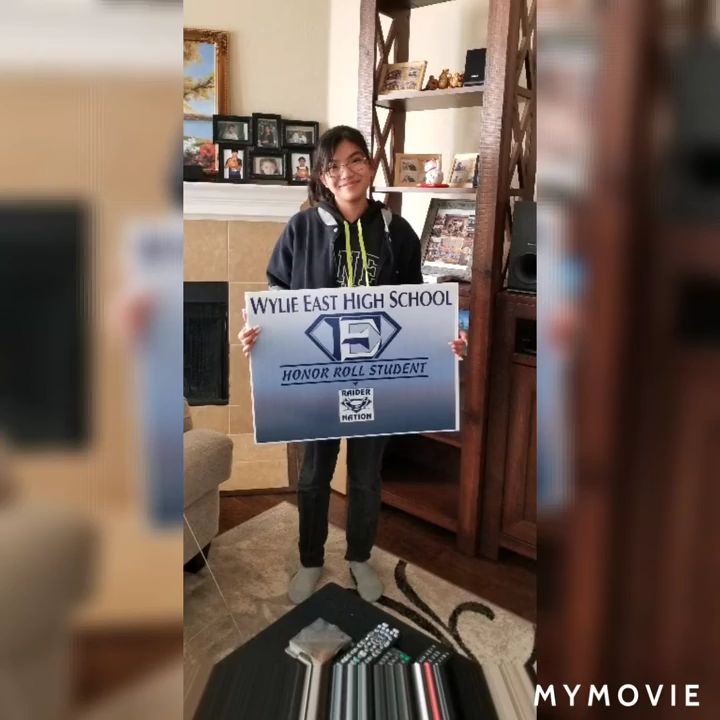 WYLIE EAST HIGH SCHOOL
E
HONOR ROLL STUDENT
RAIDER
NATION
MYMOVIE